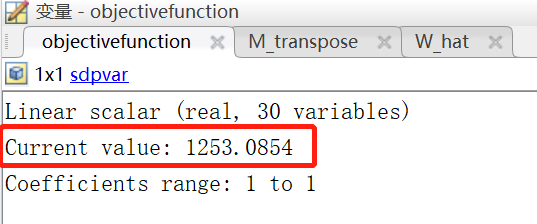 变量 - objectivefunction
objectivefunction M_transpose W_hat
1x1 sdpvar
Linear scalar (real, 30 variables)
Current value: 1253.0854
Coefficients range: 1 to 1